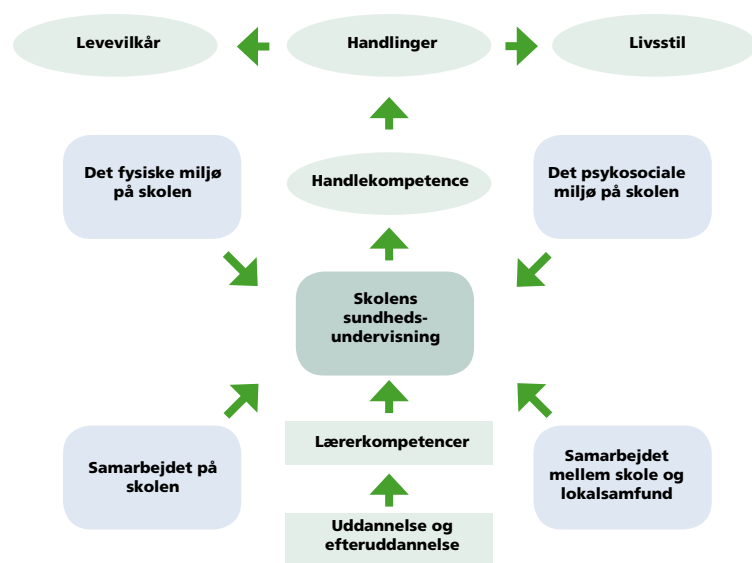 Levevilkår
Handlinger
Livsstil
Det fysiske miljø
på skolen
Handlekompetence
Det psykosociale
miljø på skolen
Skolens
sundheds-
undervisning
Lærerkompetencer
Samarbejdet på
skolen
Samarbejdet
mellem skole og
lokalsamfund
Uddannelse og
efteruddannelse